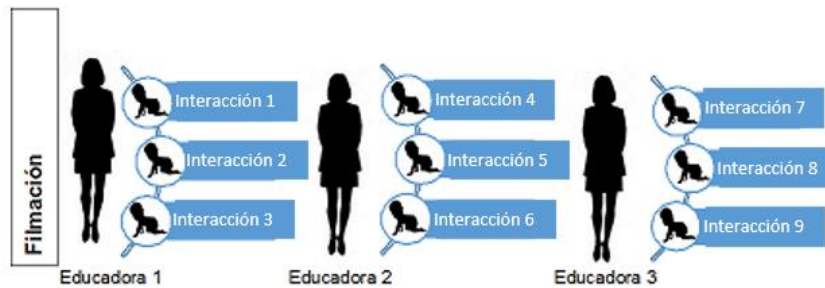 Filmación
Interacción 1
Interacción 2
Interacción 3
Educadora 1
Interacción 4
Interacción 5
Interacción 6
Educadora 2
Interacción 7
Interacción 8
Interacción 9
Educadora 3